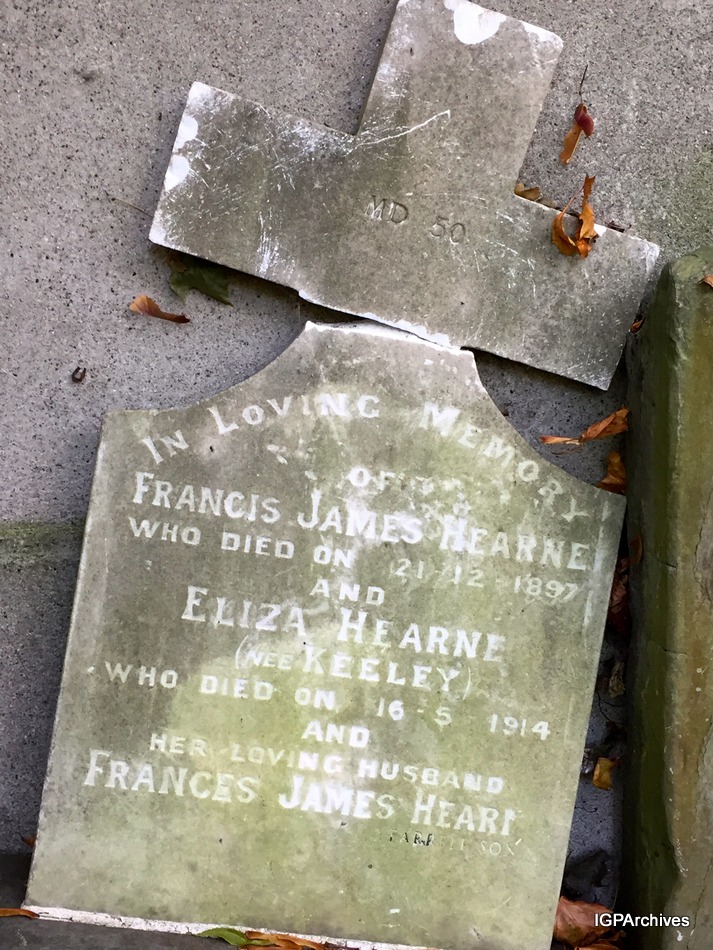 MD 50
IN LOVING MEMORY
OF
FRANCIS JAMES HEARNE
WHO DIED ON 21-12-1897
AND
ELIZA HEARNE
(NEE KEELEY)
WHO DIED ON 16-5 1914
AND
HER LOVING HUSBAND
FRANCES JAMES
IGPArchives